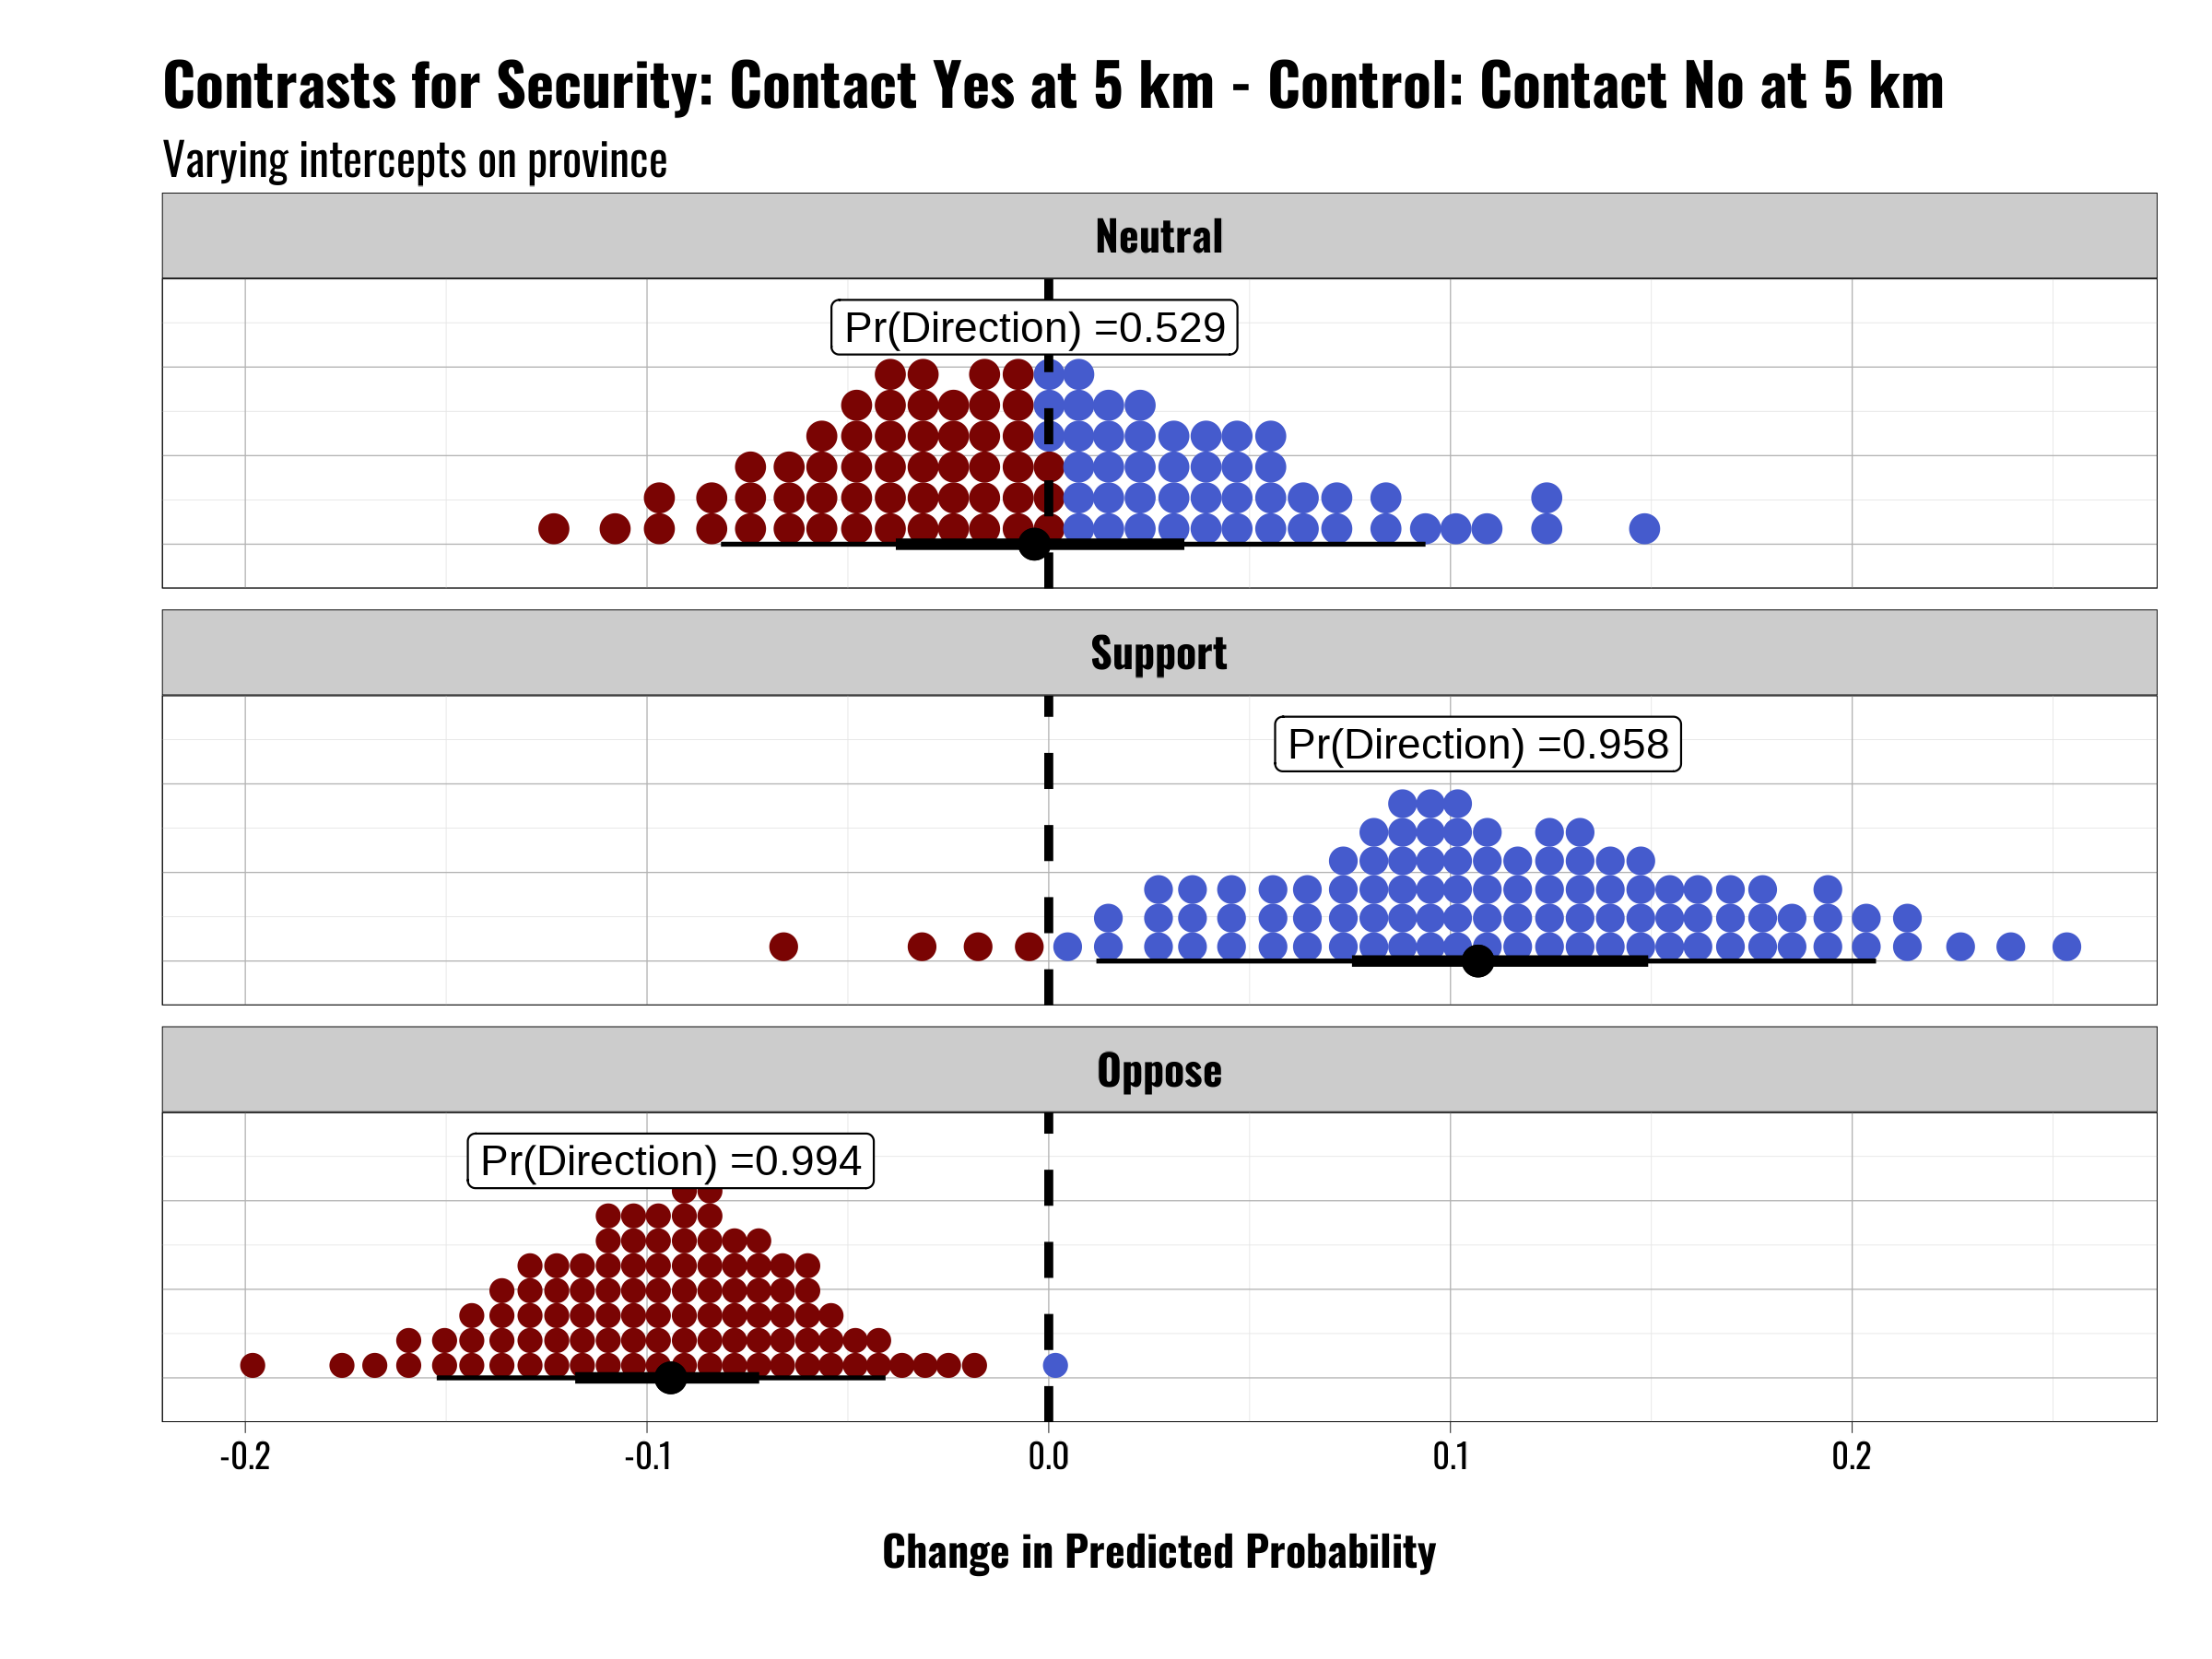 Contrasts for Security: Contact Yes at 5 km - Control: Contact No at 5 km
Varying intercepts on province
Neutral
Pr(Direction) =0.529
Support
Pr(Direction) =0.958
Oppose
Pr(Direction) =0.994
-0.2 -0.1 0.0 0.1 0.2
Change in Predicted Probability